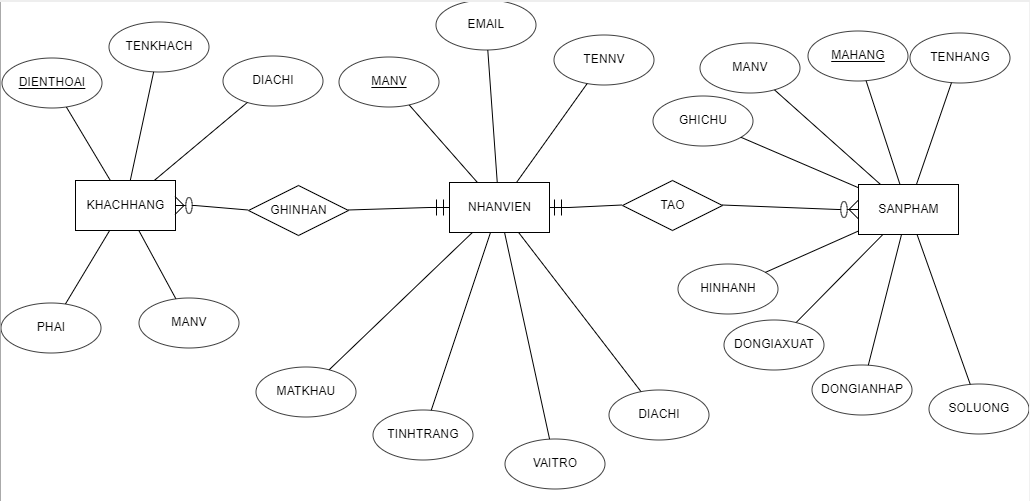 EMAIL
TENKHACH
TENNV
MAHANG
TENHANG
DIENTHOAI
DIACHI
MANV
MANV
GHICHU
KHACHHANG
GHINHAN
NHANVIEN
TAO
SANPHAM
HINHANH
PHAI
MANV
DONGIAXUAT
MATKHAU
DONGIANHAP
SOLUONG
DIACHI
TINHTRANG
VAITRO